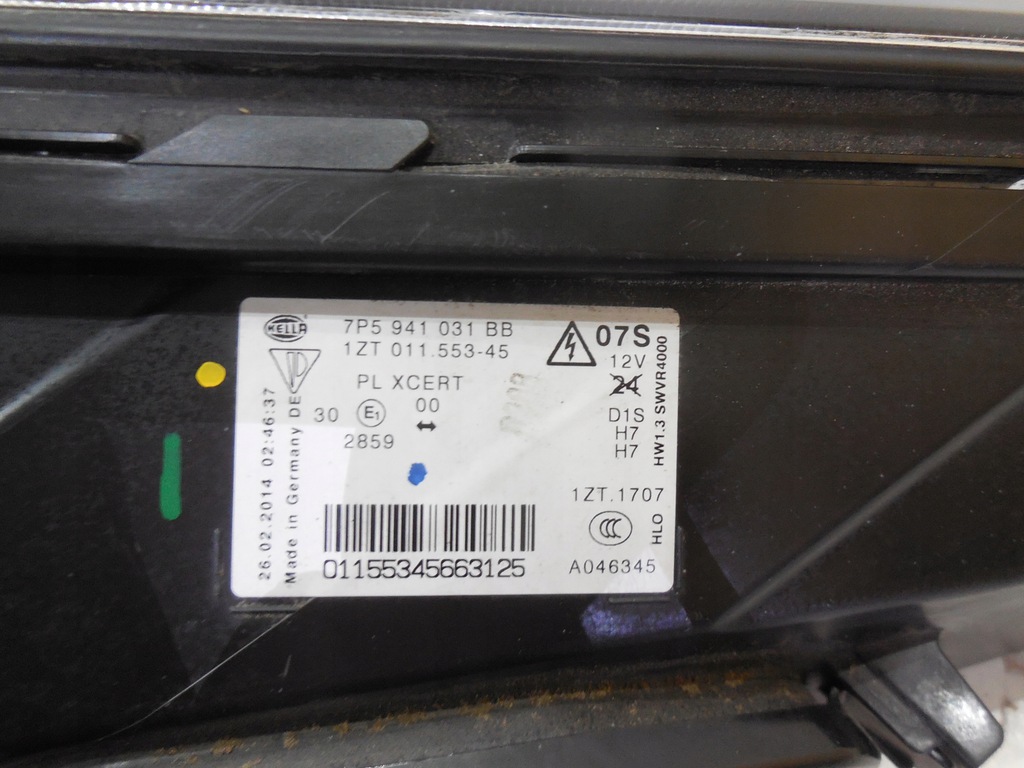 HELLA
7P5 941 031 BB
1ZT 011.553-45
PL XCERT
30
E1
00
2859
07S
12V
24
D1S
H7
H7
HW1.3 SWVR4000
1ZT.1707
CCC
HLO
A046345
01155345663125
26.02.2014 02:46:37
Made in Germany DE